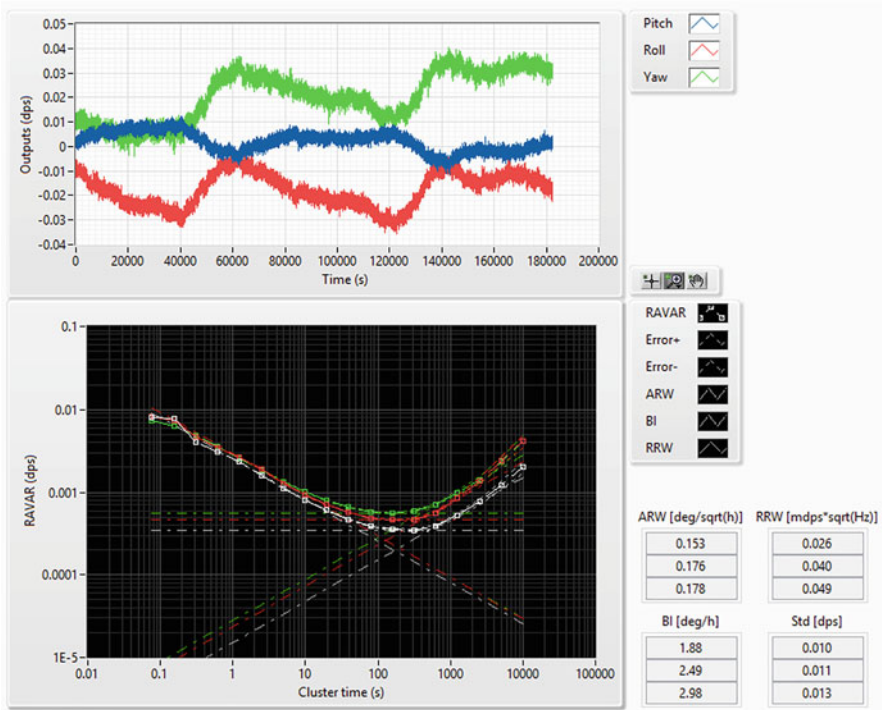 Pitch
Roll
Yaw
0.05
0.04
0.03
0.02
0.01
0
-0.01
-0.02
-0.03
-0.04
Outputs (dps)
0 20000 40000 60000 80000 100000 120000 140000 160000 180000 200000
Time (s)
RAVAR
Error+
Error-
ARW
BI
RRW
0.1
0.01
0.001
0.0001
1E-5
RAVAR (dps)
0.01 0.1 1 10 100 1000 10000 100000
Cluster time (s)
ARW [deg/sqrt(h)] RRW [mdps*sqrt(Hz)]
0.153 0.026
0.176 0.040
0.178 0.049
BI [deg/h] Std [dps]
1.88 0.010
2.49 0.011
2.98 0.013